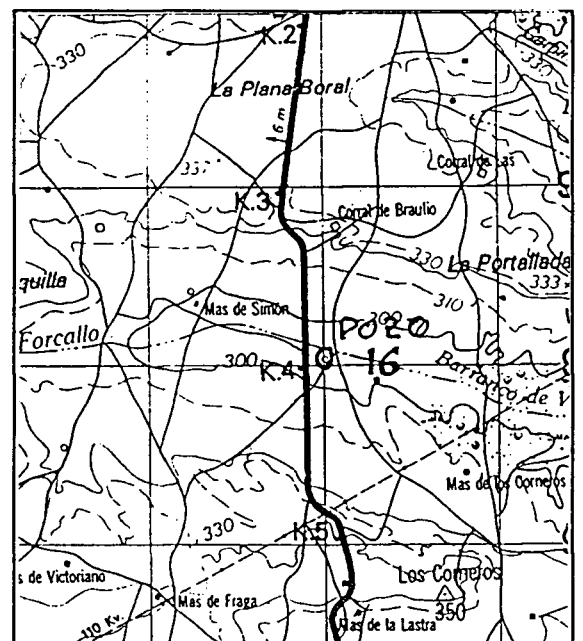 K.2
330
330
La Plana Boral
6 m
Corral de las
337
K.3
Corral de Braulio
330
La Portallada
333
quilla
310
Mas de Simón
300
POZO
Forcallo
300
16
K.4
Barranco de V
Mas de los Corneros
330
K.5
s de Victoriano
Los Corneros
Mas de Fraga
350
110 Kv.
Mas de la Lastra